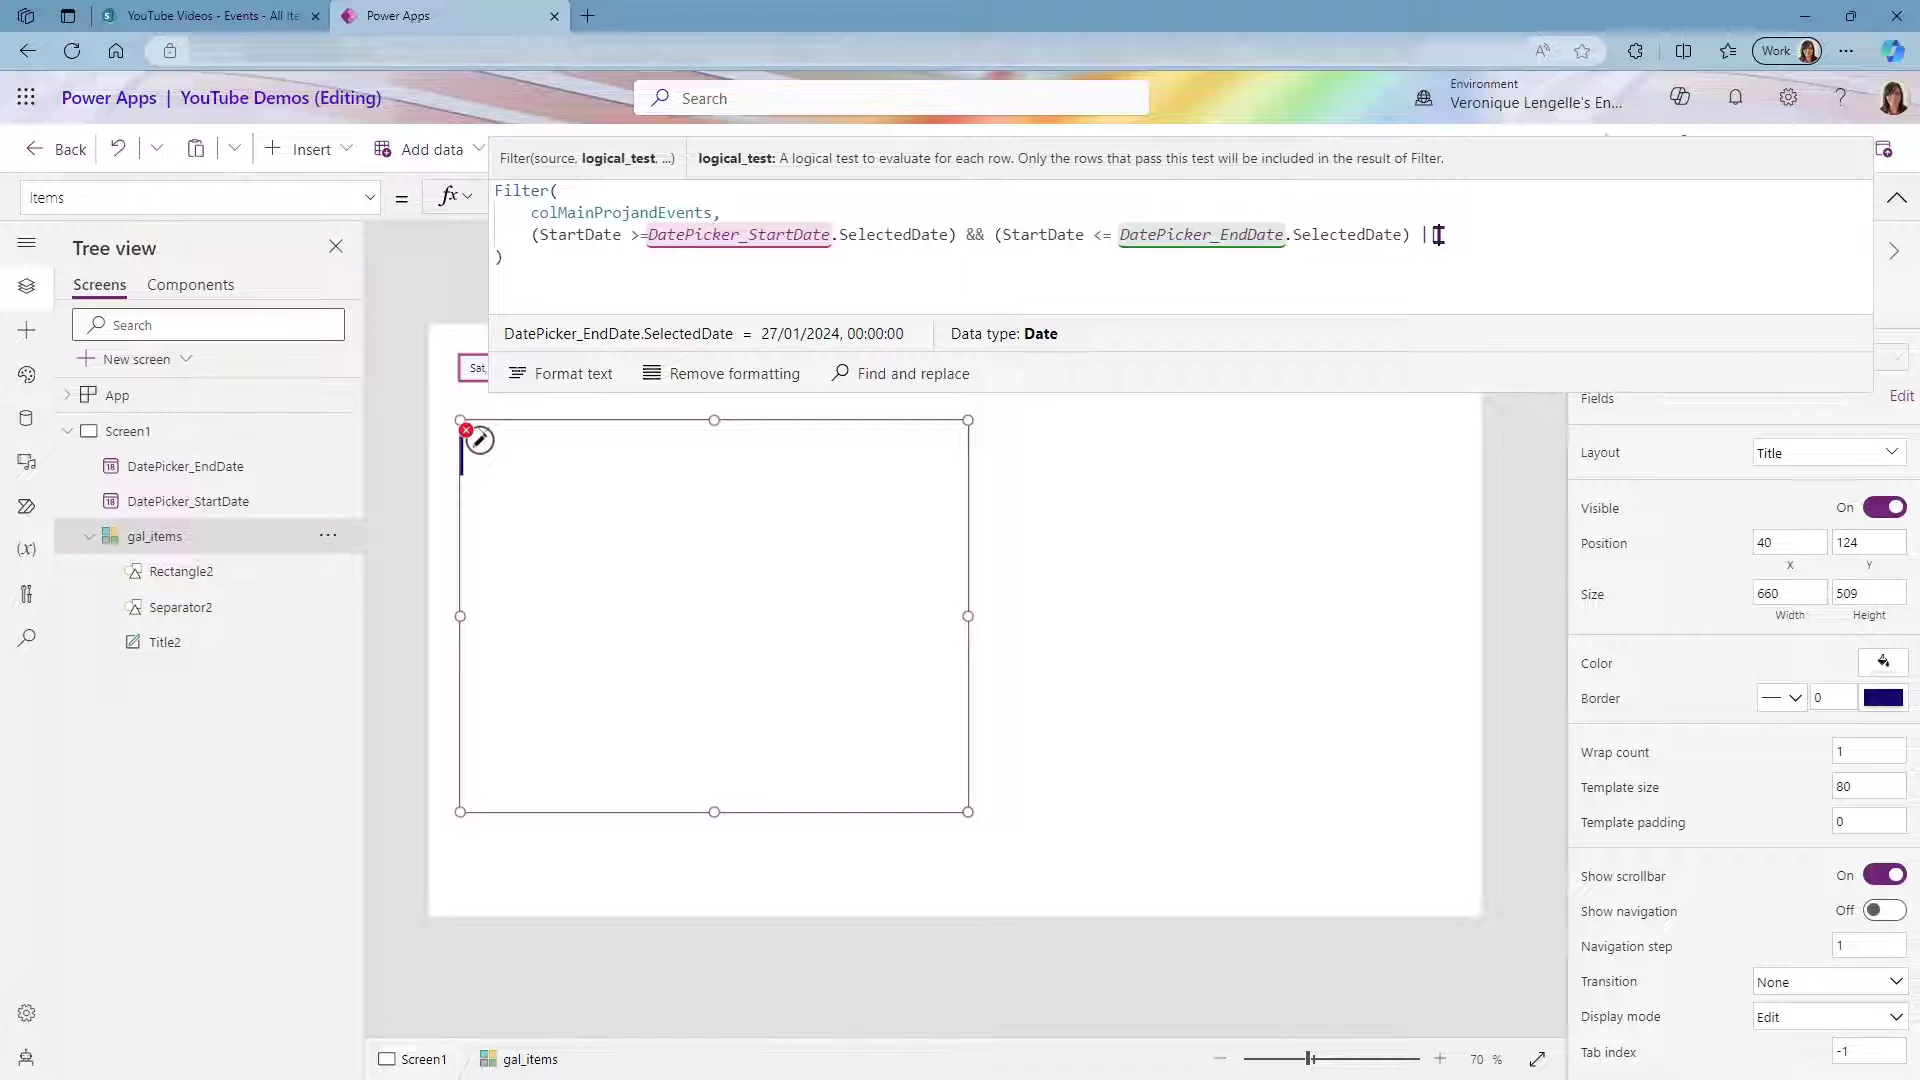 YouTube Videos - Events - All Ite
Power Apps
Work
Power Apps | YouTube Demos (Editing)
Search
Environment
Veronique Lengelle's En...
Back
Insert
Add data
Filter(source, logical_test, ...)
logical_test: A logical test to evaluate for each row. Only the rows that pass this test will be included in the result of Filter.
Items
=
fx
Filter(
colMainProjandEvents,
(StartDate >=DatePicker_StartDate.SelectedDate) && (StartDate <= DatePicker_EndDate.SelectedDate) |
)
DatePicker_EndDate.SelectedDate = 27/01/2024, 00:00:00
Data type: Date
Format text
Remove formatting
Find and replace
Tree view
Screens
Components
Search
New screen
App
Screen1
DatePicker_EndDate
DatePicker_StartDate
gal_items
Rectangle2
Separator2
Title2
Sat,
Fields
Edit
Layout
Title
Visible
On
Position
40
124
X
Y
Size
660
509
Width
Height
Color
Border
0
Wrap count
1
Template size
80
Template padding
0
Show scrollbar
On
Show navigation
Off
Navigation step
1
Transition
None
Display mode
Edit
Tab index
-1
Screen1
gal_items
70 %